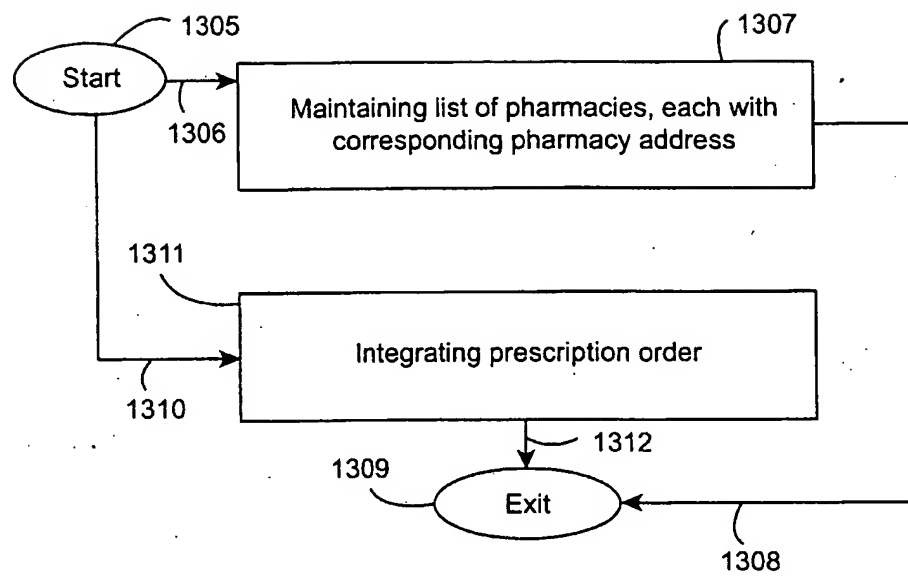 1305
1307
Start
1306
Maintaining list of pharmacies, each with
corresponding pharmacy address
1311
Integrating prescription order
1310
1312
1309
Exit
1308